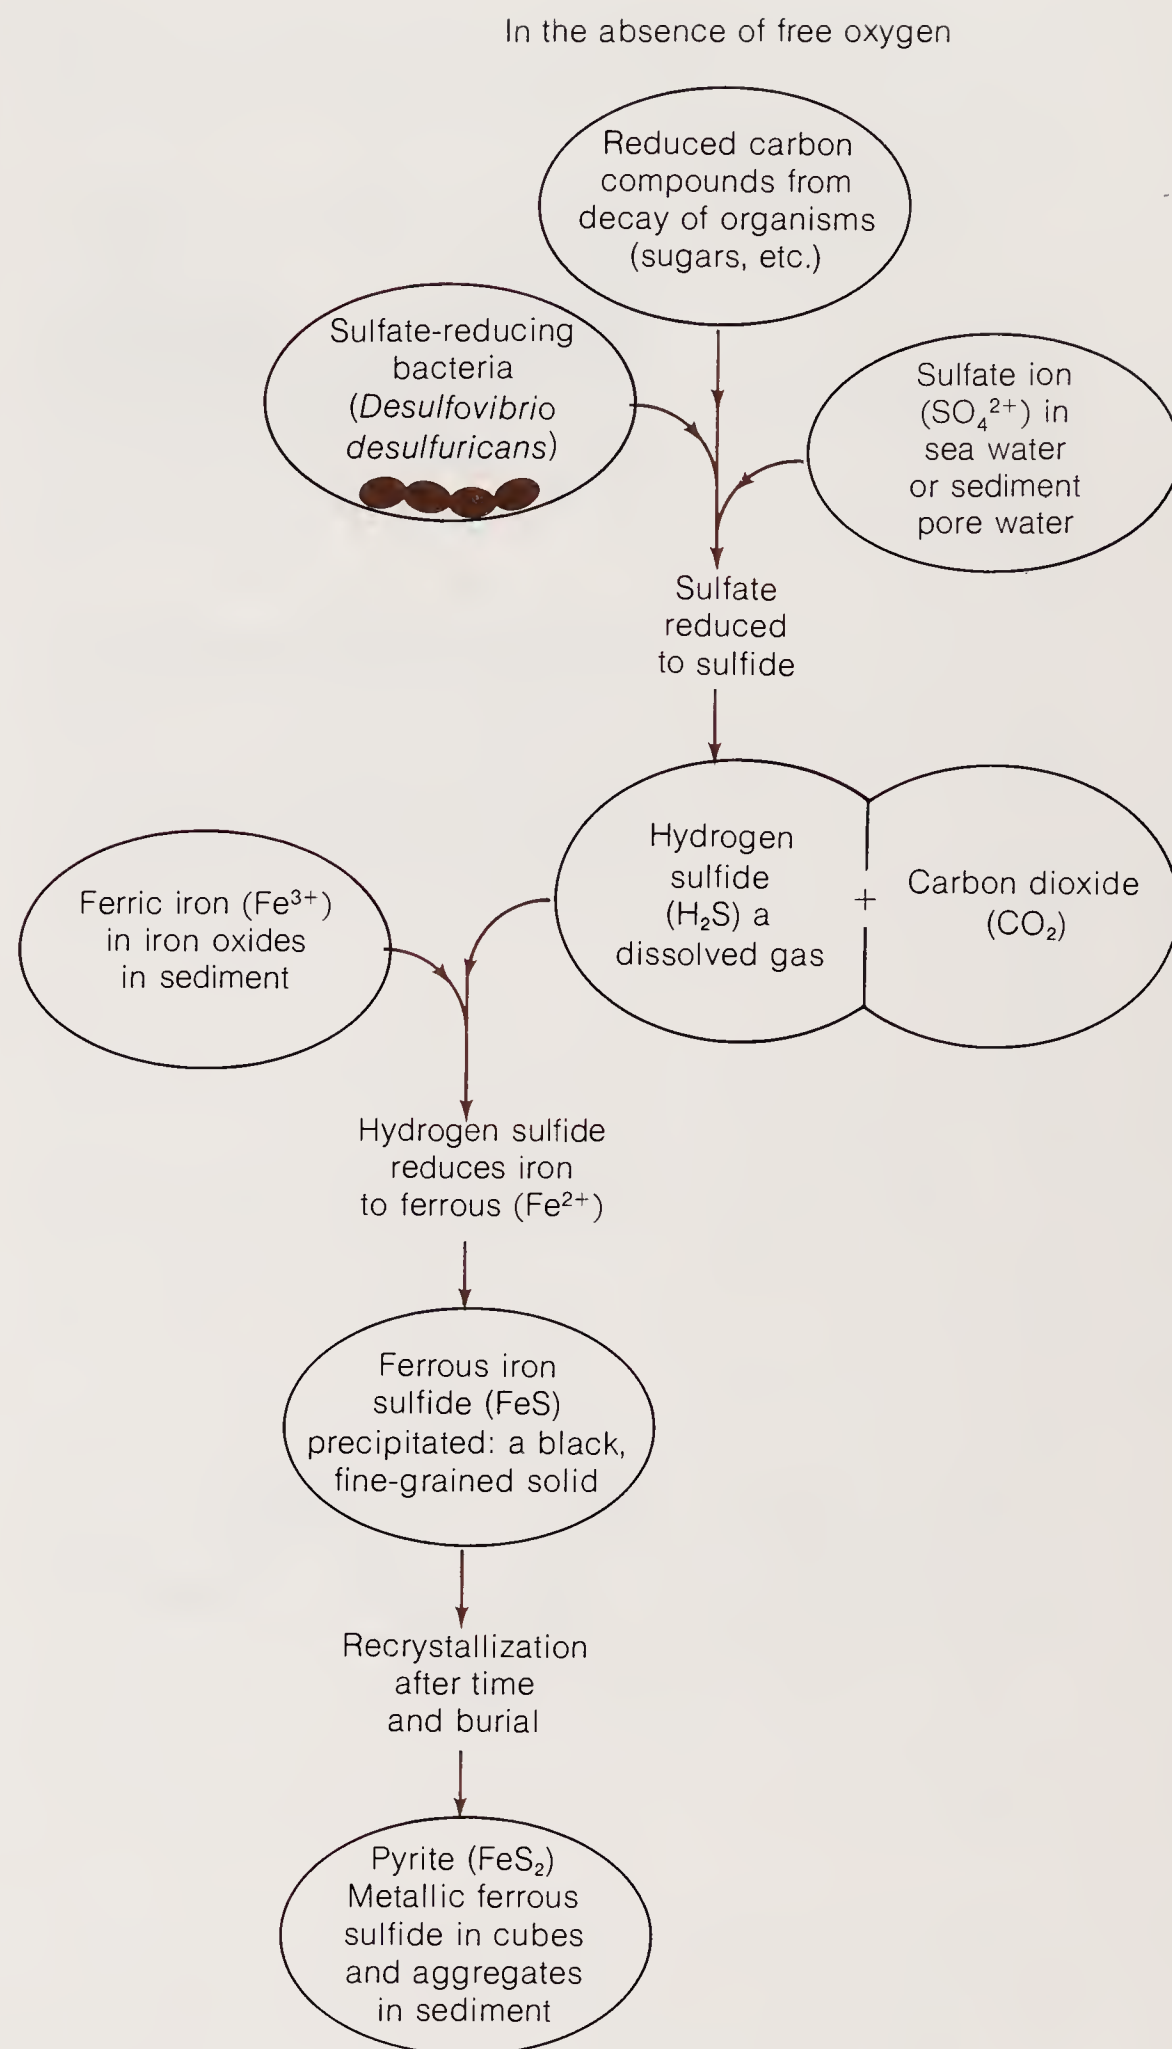 In the absence of free oxygen
Reduced carbon
compounds from
decay of organisms
(sugars, etc.)
Sulfate-reducing
bacteria
(Desulfovibrio
desulfuricans)
Sulfate ion
(SO₄²⁺) in
sea water
or sediment
pore water
Sulfate
reduced
to sulfide
Hydrogen
sulfide
(H₂S) a
dissolved gas
+
Carbon dioxide
(CO₂)
Ferric iron (Fe³⁺)
in iron oxides
in sediment
Hydrogen sulfide
reduces iron
to ferrous (Fe²⁺)
Ferrous iron
sulfide (FeS)
precipitated: a black,
fine-grained solid
Recrystallization
after time
and burial
Pyrite (FeS₂)
Metallic ferrous
sulfide in cubes
and aggregates
in sediment